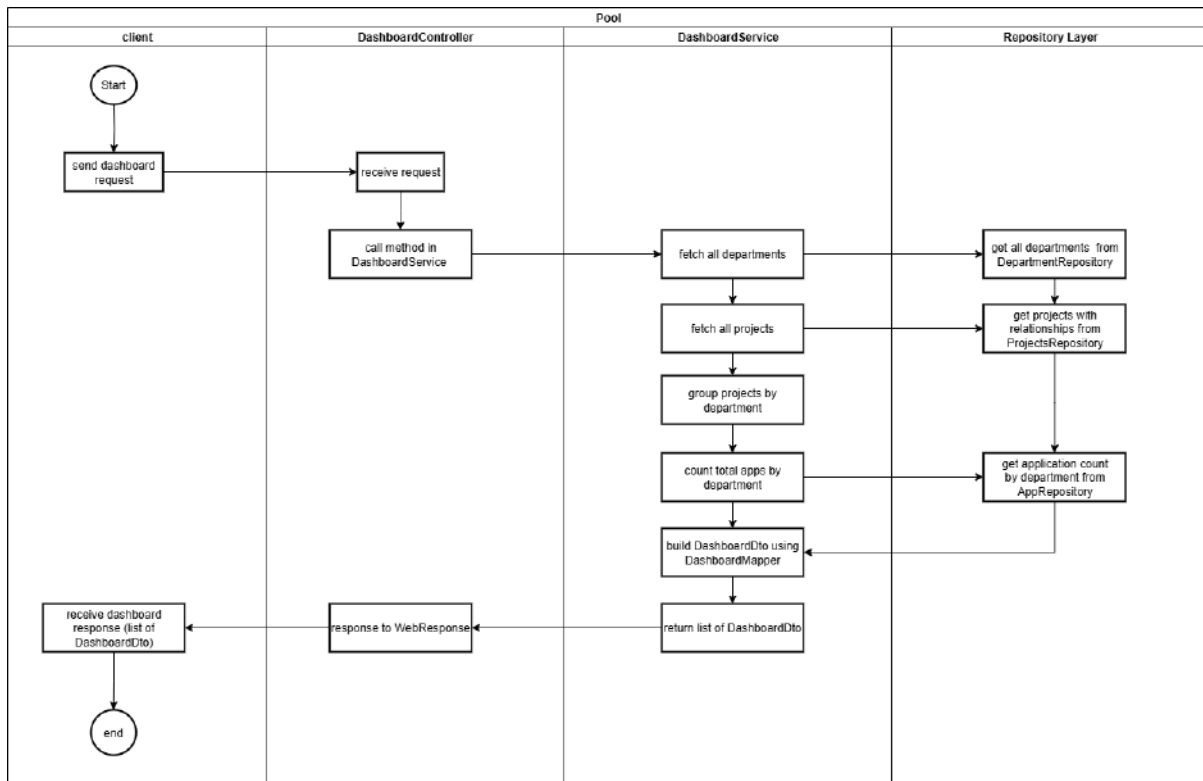 Pool
client
DashboardController
DashboardService
Repository Layer
Start
send dashboard
request
receive request
call method in
DashboardService
fetch all departments
get all departments from
DepartmentRepository
fetch all projects
get projects with
relationships from
ProjectsRepository
group projects by
department
count total apps by
department
get application count
by department from
AppRepository
build DashboardDto using
DashboardMapper
receive dashboard
response (list of
DashboardDto)
response to WebResponse
return list of DashboardDto
end